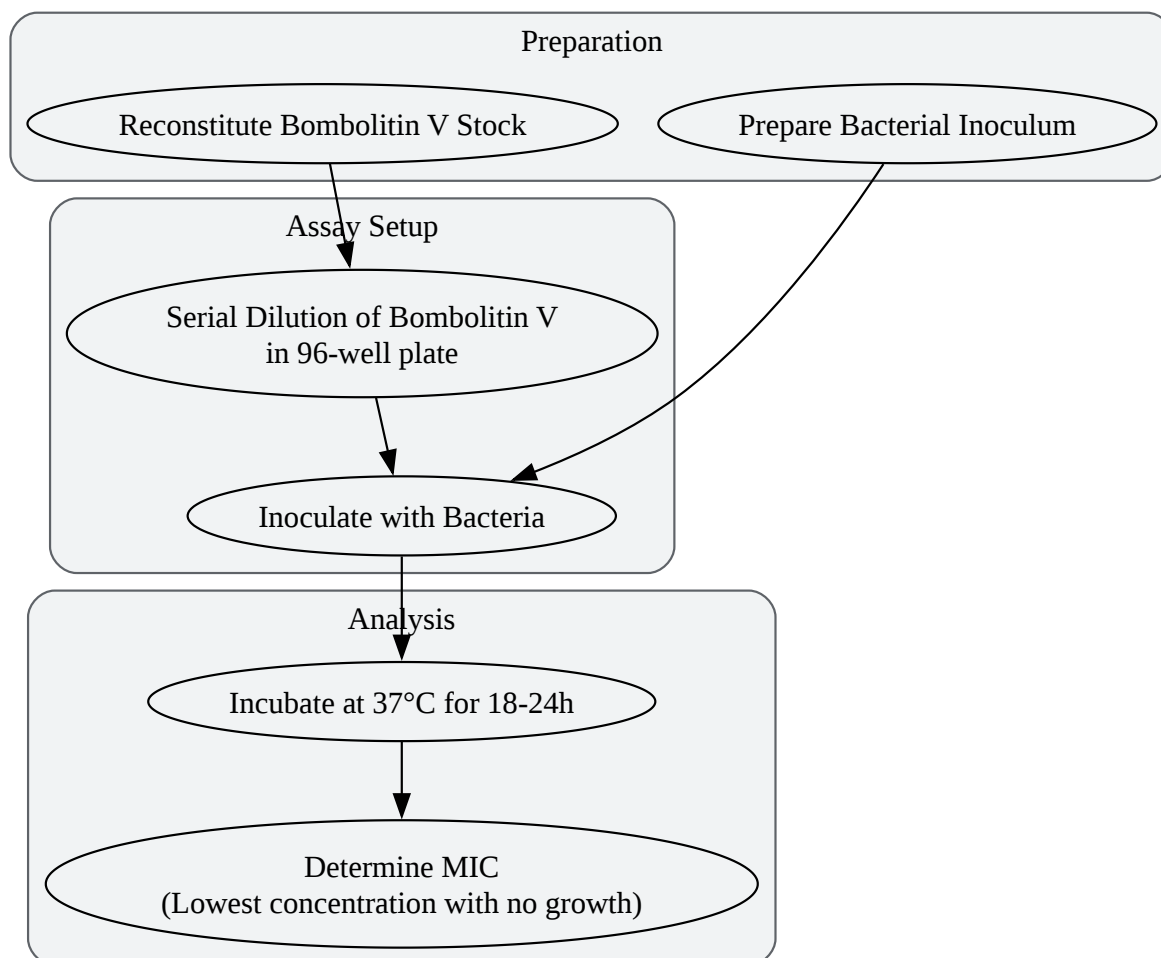 Preparation
Reconstitute Bombolitin V Stock
Prepare Bacterial Inoculum
Assay Setup
Serial Dilution of Bombolitin V
in 96-well plate
Inoculate with Bacteria
Analysis
Incubate at 37°C for 18-24h
Determine MIC
(Lowest concentration with no growth)